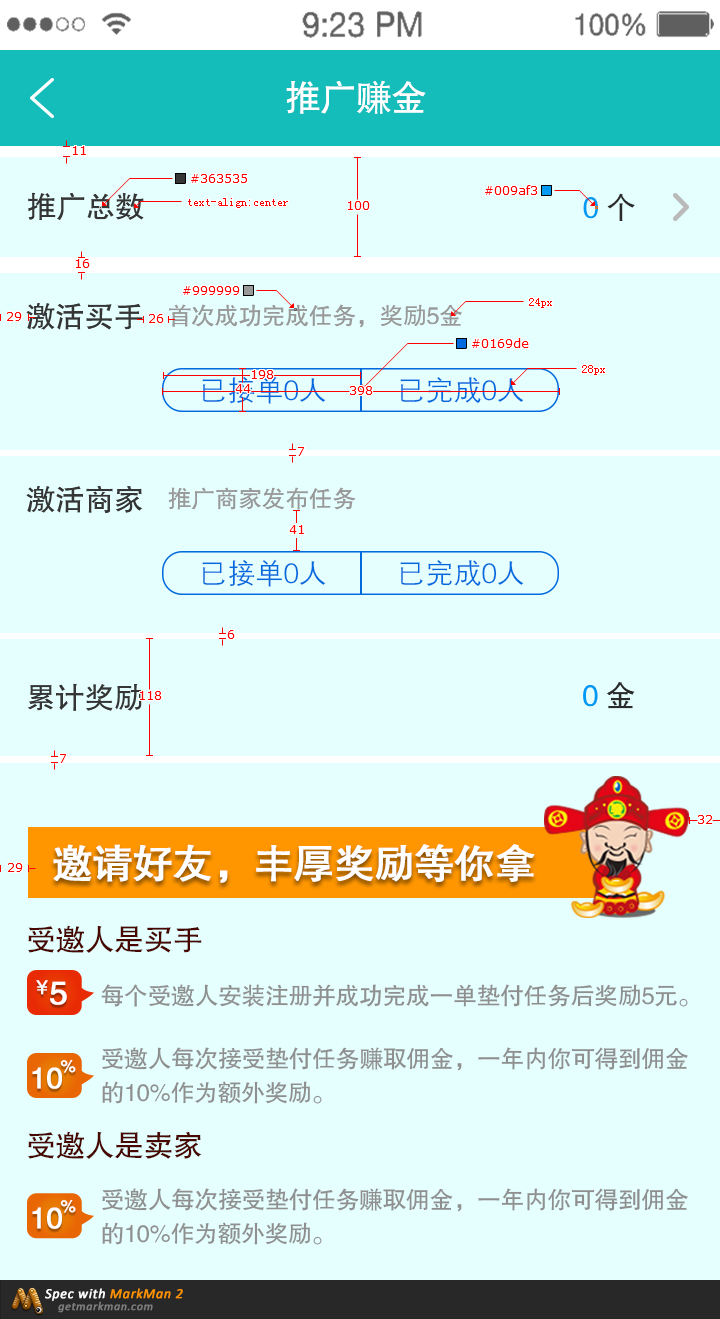 9:23 PM 100%
推广赚金
11
#363535
推广总数 text-align:center
100
#009af3
0 个
16
#999999
29 激活买手 26 首次成功完成任务，奖励5金 24px
#0169de
198
44
398
28px
已接单0人 已完成0人
7
激活商家 推广商家发布任务
41
已接单0人 已完成0人
6
累计奖励 118 0 金
7
32
29 邀请好友，丰厚奖励等你拿
受邀人是买手
¥5 每个受邀人安装注册并成功完成一单垫付任务后奖励5元。
10% 受邀人每次接受垫付任务赚取佣金，一年内你可得到佣金
的10%作为额外奖励。
受邀人是卖家
10% 受邀人每次接受垫付任务赚取佣金，一年内你可得到佣金
的10%作为额外奖励。
Spec with MarkMan 2
getmarkman.com